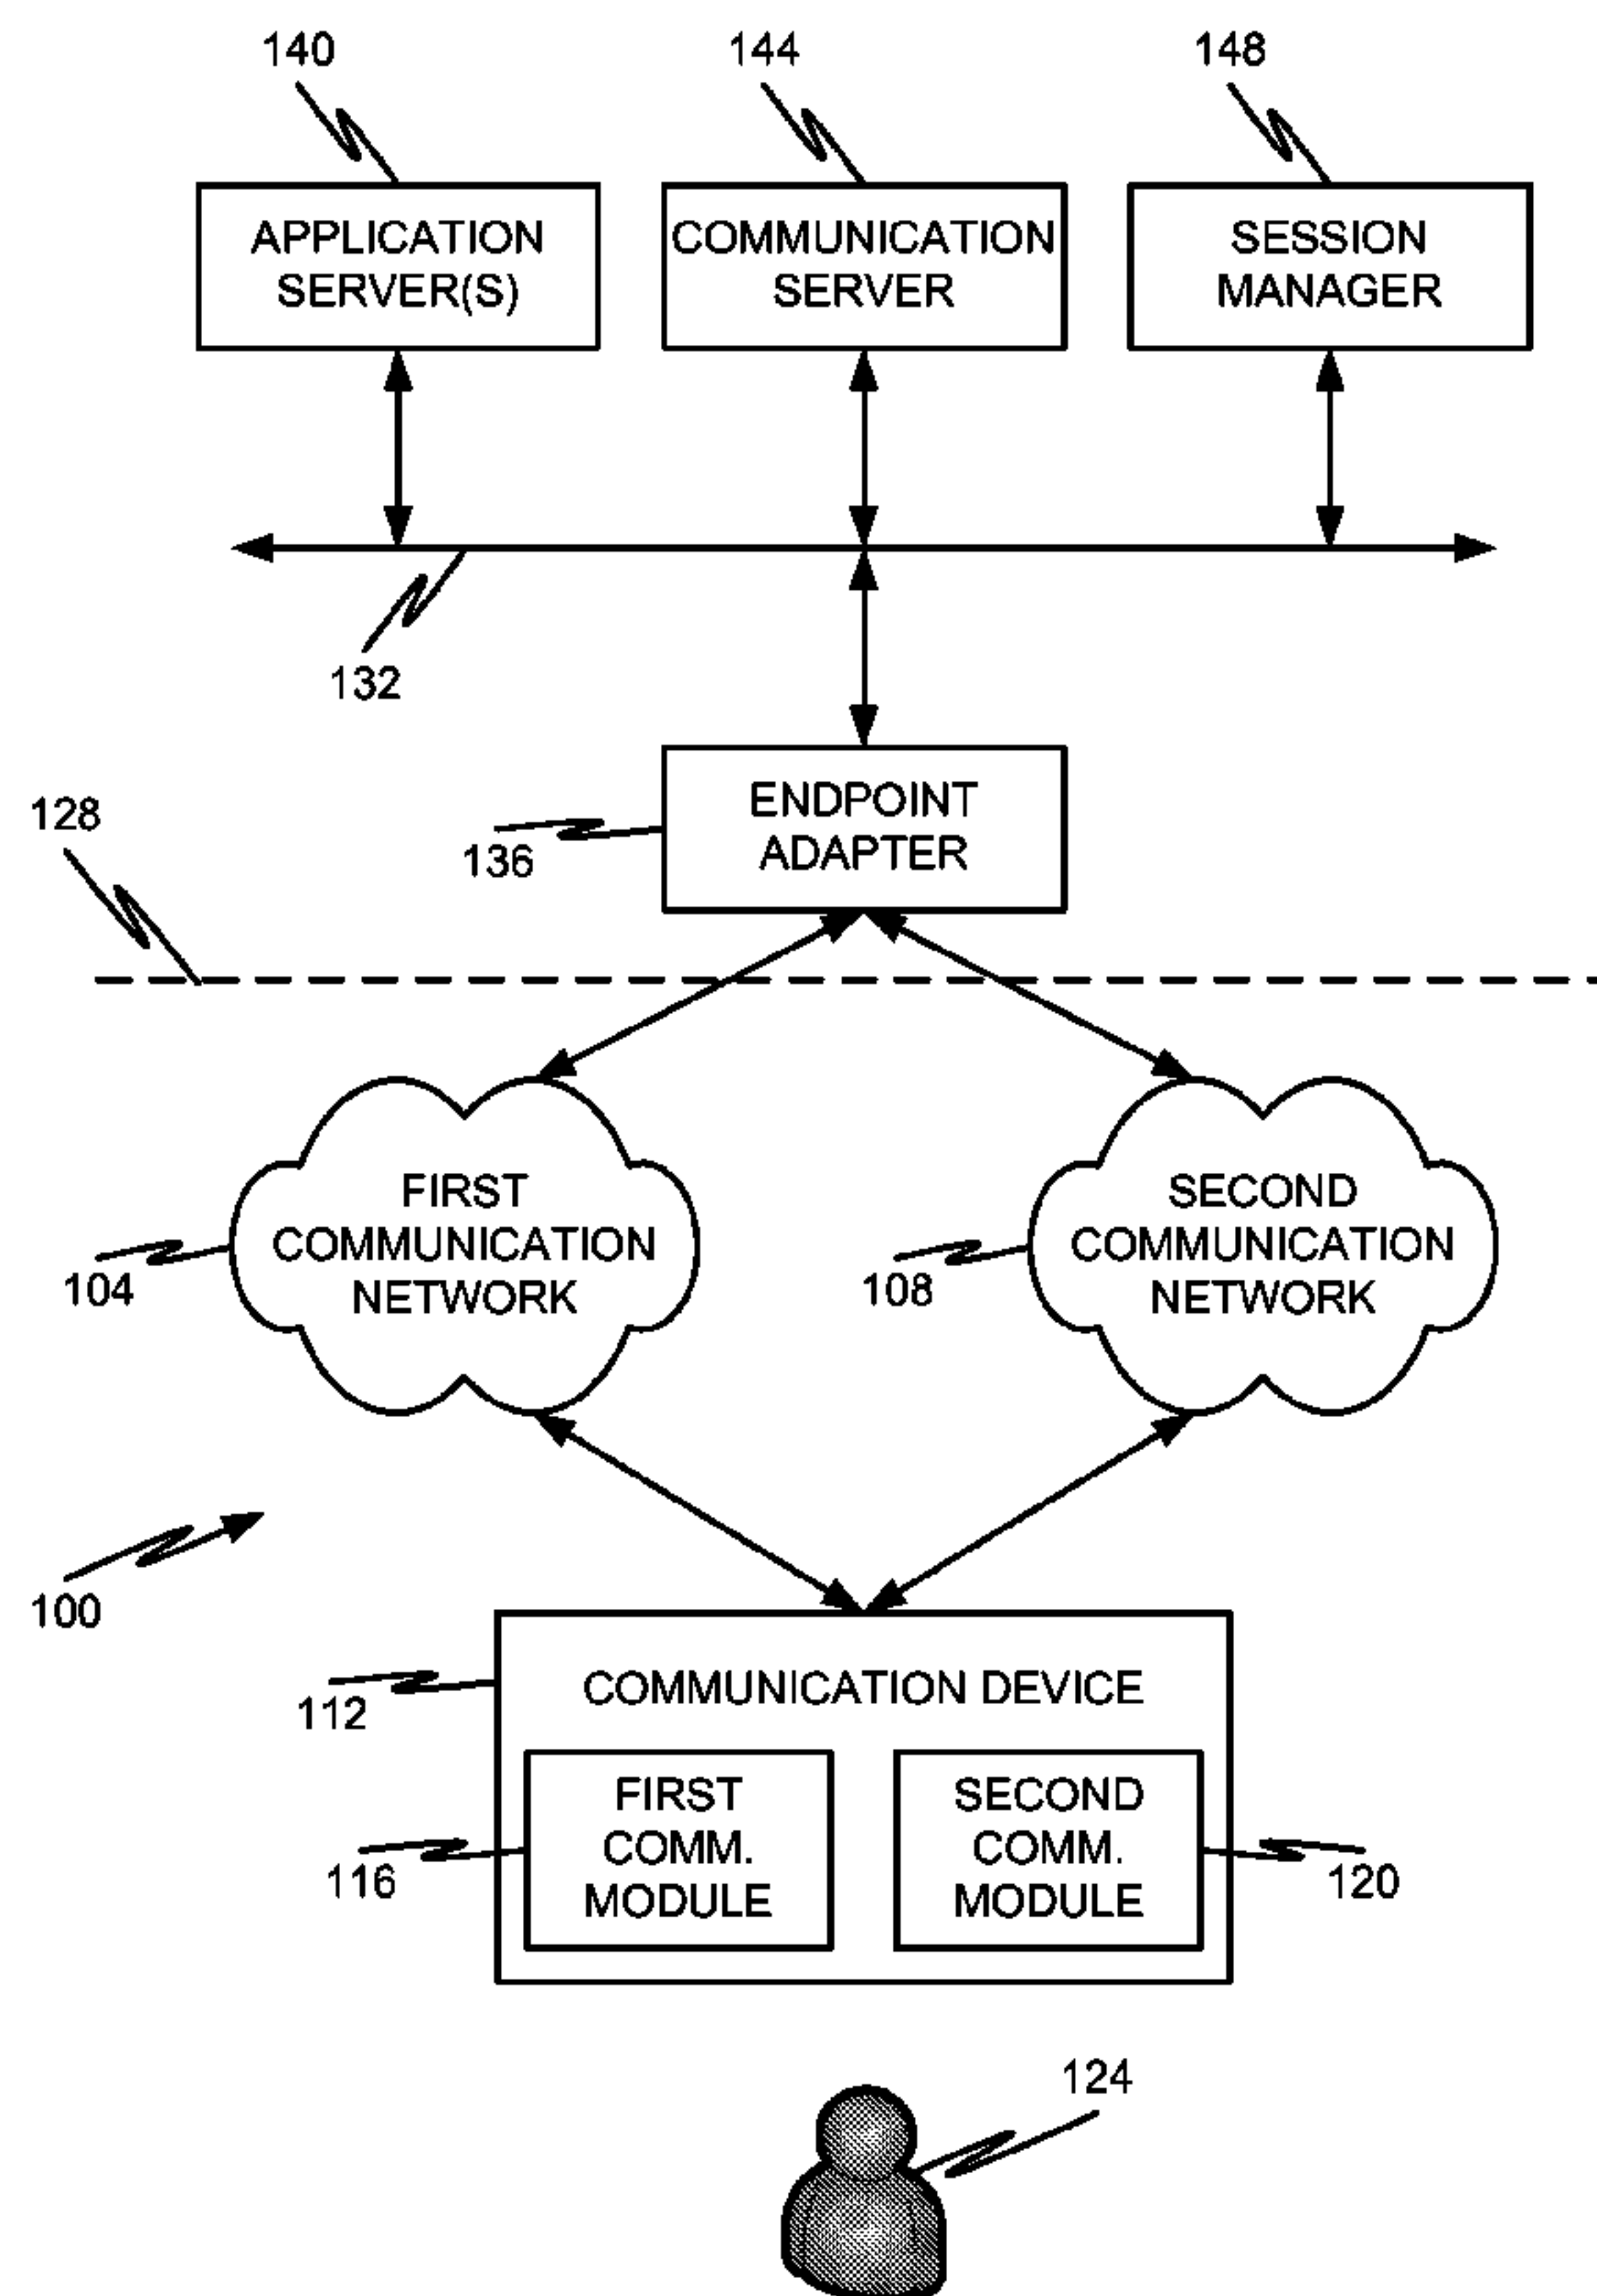 140
144
148
APPLICATION
SERVER(S)
COMMUNICATION
SERVER
SESSION
MANAGER
132
128
ENDPOINT
ADAPTER
136
FIRST
COMMUNICATION
NETWORK
104
SECOND
COMMUNICATION
NETWORK
108
100
COMMUNICATION DEVICE
112
FIRST
COMM.
MODULE
116
SECOND
COMM.
MODULE
120
124